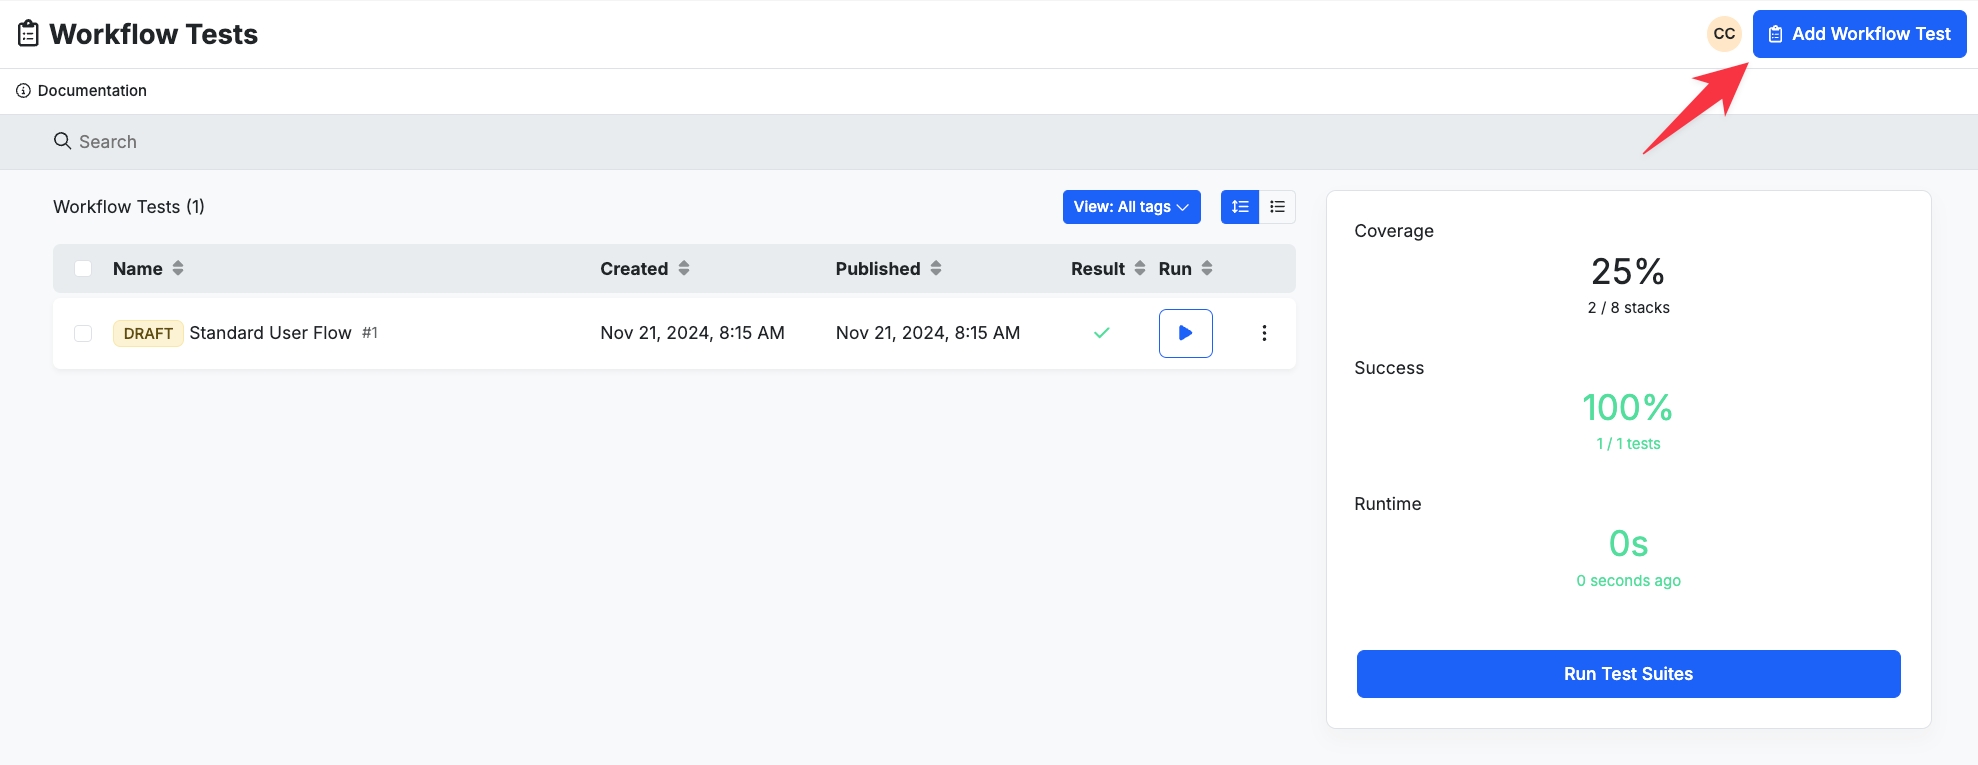 Workflow Tests
CC
Add Workflow Test
Documentation
Search
Workflow Tests (1)
View: All tags
Name
Created
Published
Result
Run
DRAFT Standard User Flow #1
Nov 21, 2024, 8:15 AM
Nov 21, 2024, 8:15 AM
Coverage
25%
2 / 8 stacks
Success
100%
1 / 1 tests
Runtime
0s
0 seconds ago
Run Test Suites